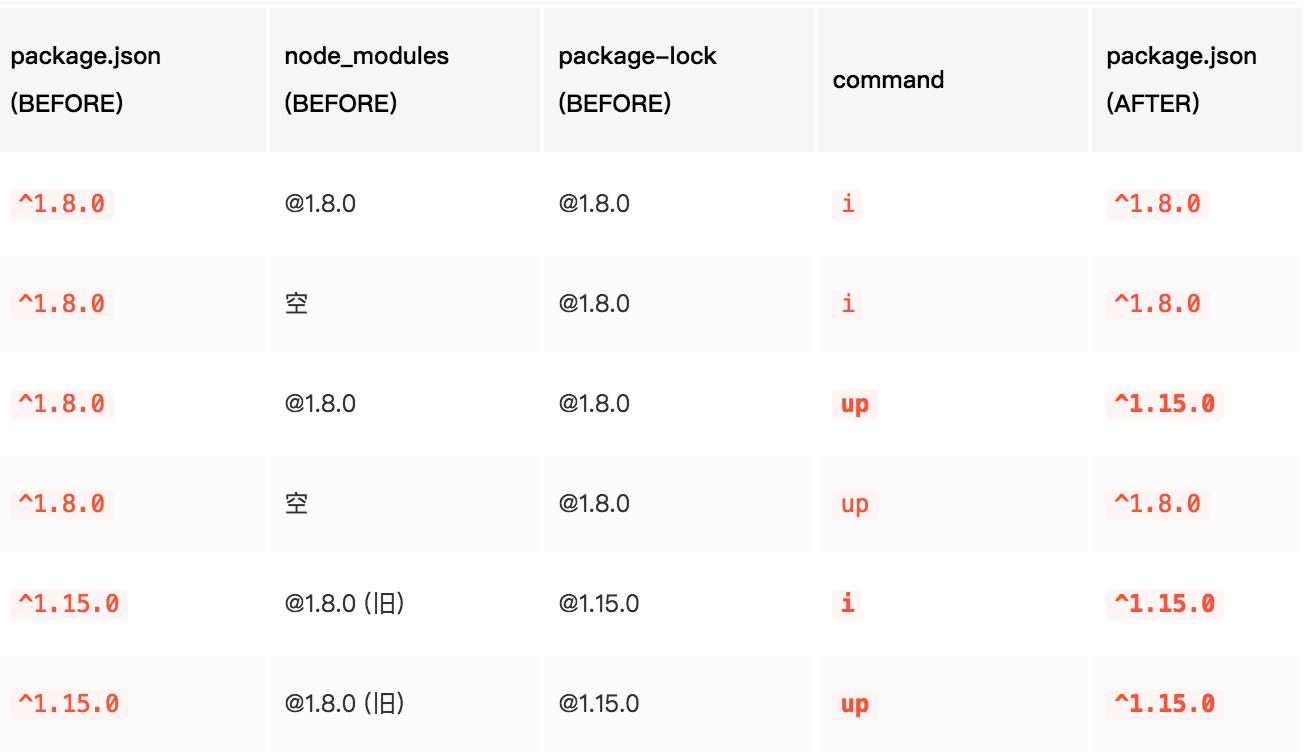 package.json node_modules package-lock command package.json
(BEFORE) (BEFORE) (BEFORE) (AFTER)
^1.8.0 @1.8.0 @1.8.0 i ^1.8.0
^1.8.0 空 @1.8.0 i ^1.8.0
^1.8.0 @1.8.0 @1.8.0 up ^1.15.0
^1.8.0 空 @1.8.0 up ^1.8.0
^1.15.0 @1.8.0 (旧) @1.15.0 i ^1.15.0
^1.15.0 @1.8.0 (旧) @1.15.0 up ^1.15.0